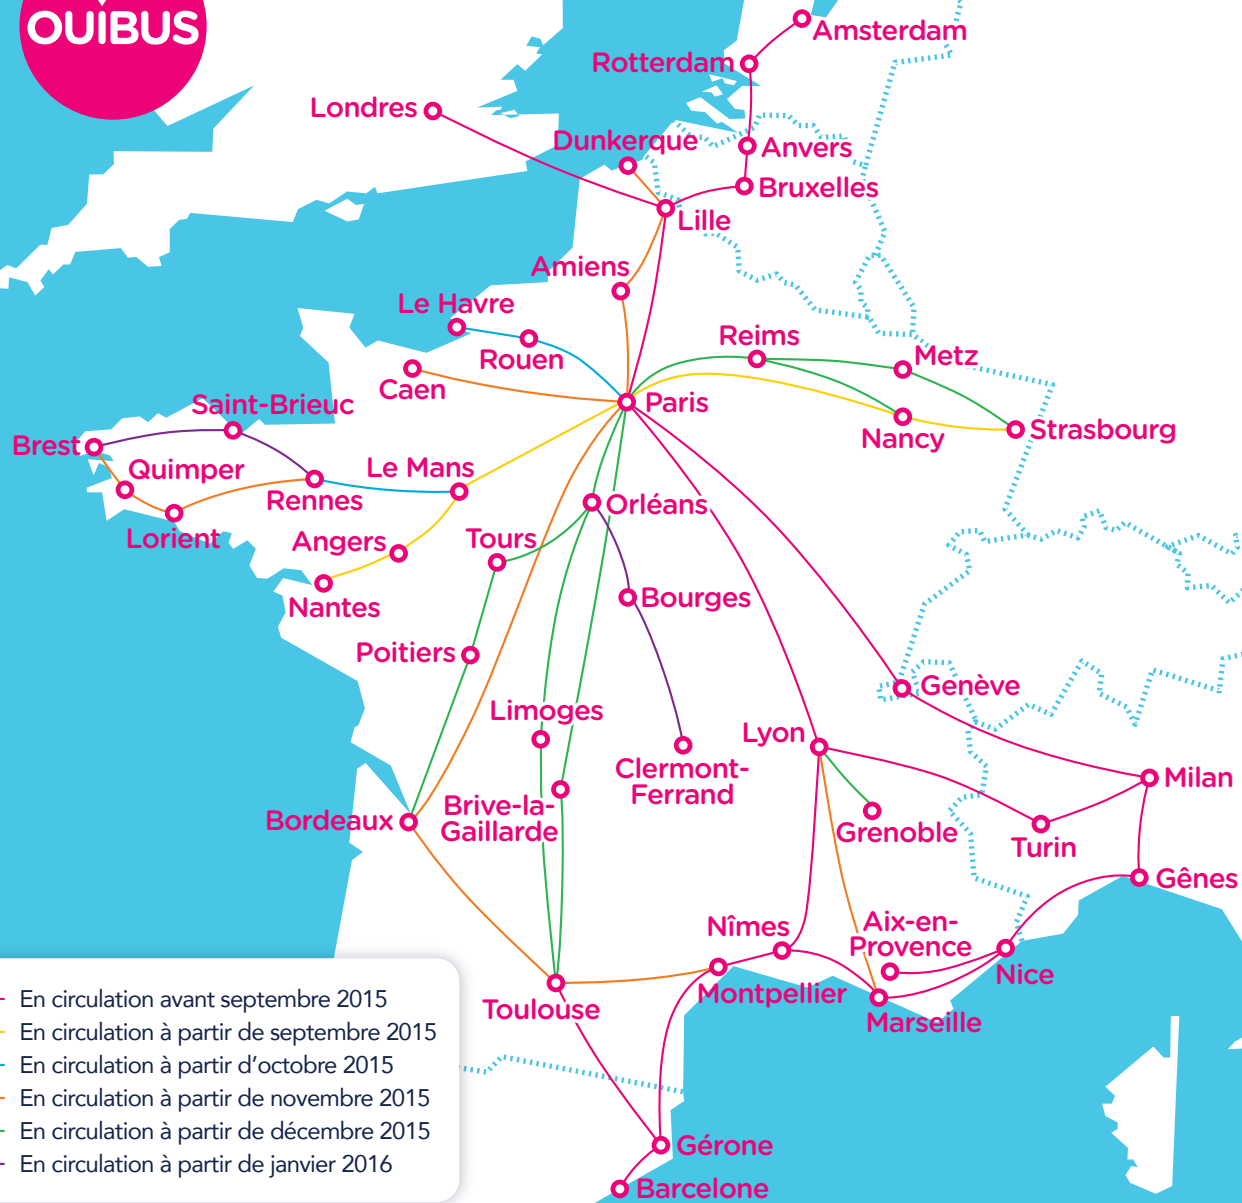 OUİBUS
Amsterdam
Rotterdam
Londres
Dunkerque
Anvers
Bruxelles
Lille
Amiens
Le Havre
Rouen
Reims
Metz
Caen
Paris
Saint-Brieuc
Nancy
Strasbourg
Brest
Quimper
Le Mans
Rennes
Orléans
Lorient
Angers
Tours
Nantes
Bourges
Poitiers
Genève
Limoges
Lyon
Clermont-
Ferrand
Milan
Bordeaux
Brive-la-
Gaillarde
Grenoble
Turin
Gênes
Nîmes
Aix-en-
Provence
Nice
Montpellier
Toulouse
Marseille
En circulation avant septembre 2015
En circulation à partir de septembre 2015
En circulation à partir d’octobre 2015
En circulation à partir de novembre 2015
En circulation à partir de décembre 2015
En circulation à partir de janvier 2016
Gérone
Barcelone